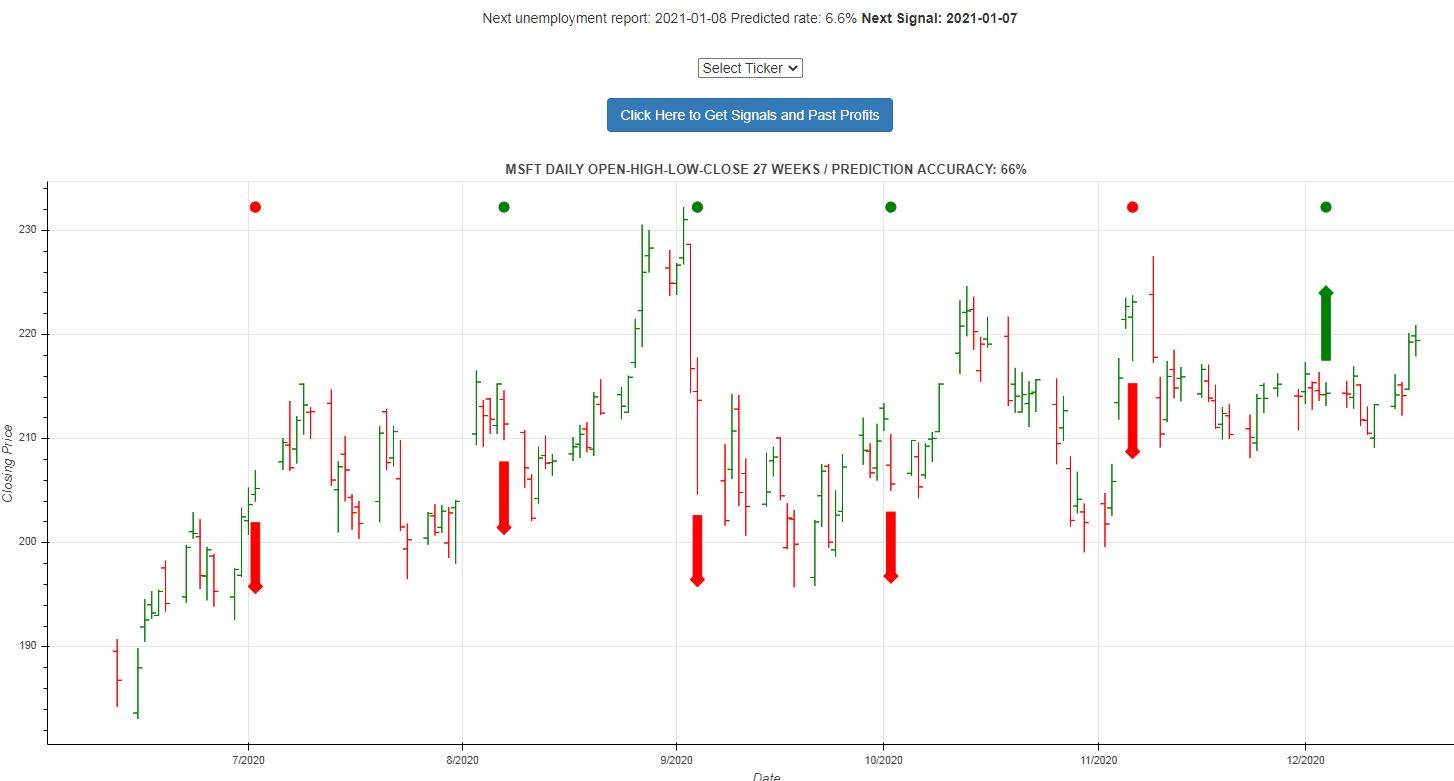 Next unemployment report: 2021-01-08 Predicted rate: 6.6% Next Signal: 2021-01-07
Select Ticker
Click Here to Get Signals and Past Profits
MSFT DAILY OPEN-HIGH-LOW-CLOSE 27 WEEKS / PREDICTION ACCURACY: 66%
Closing Price
230
220
210
200
190
7/2020 8/2020 9/2020 10/2020 11/2020 12/2020
Date